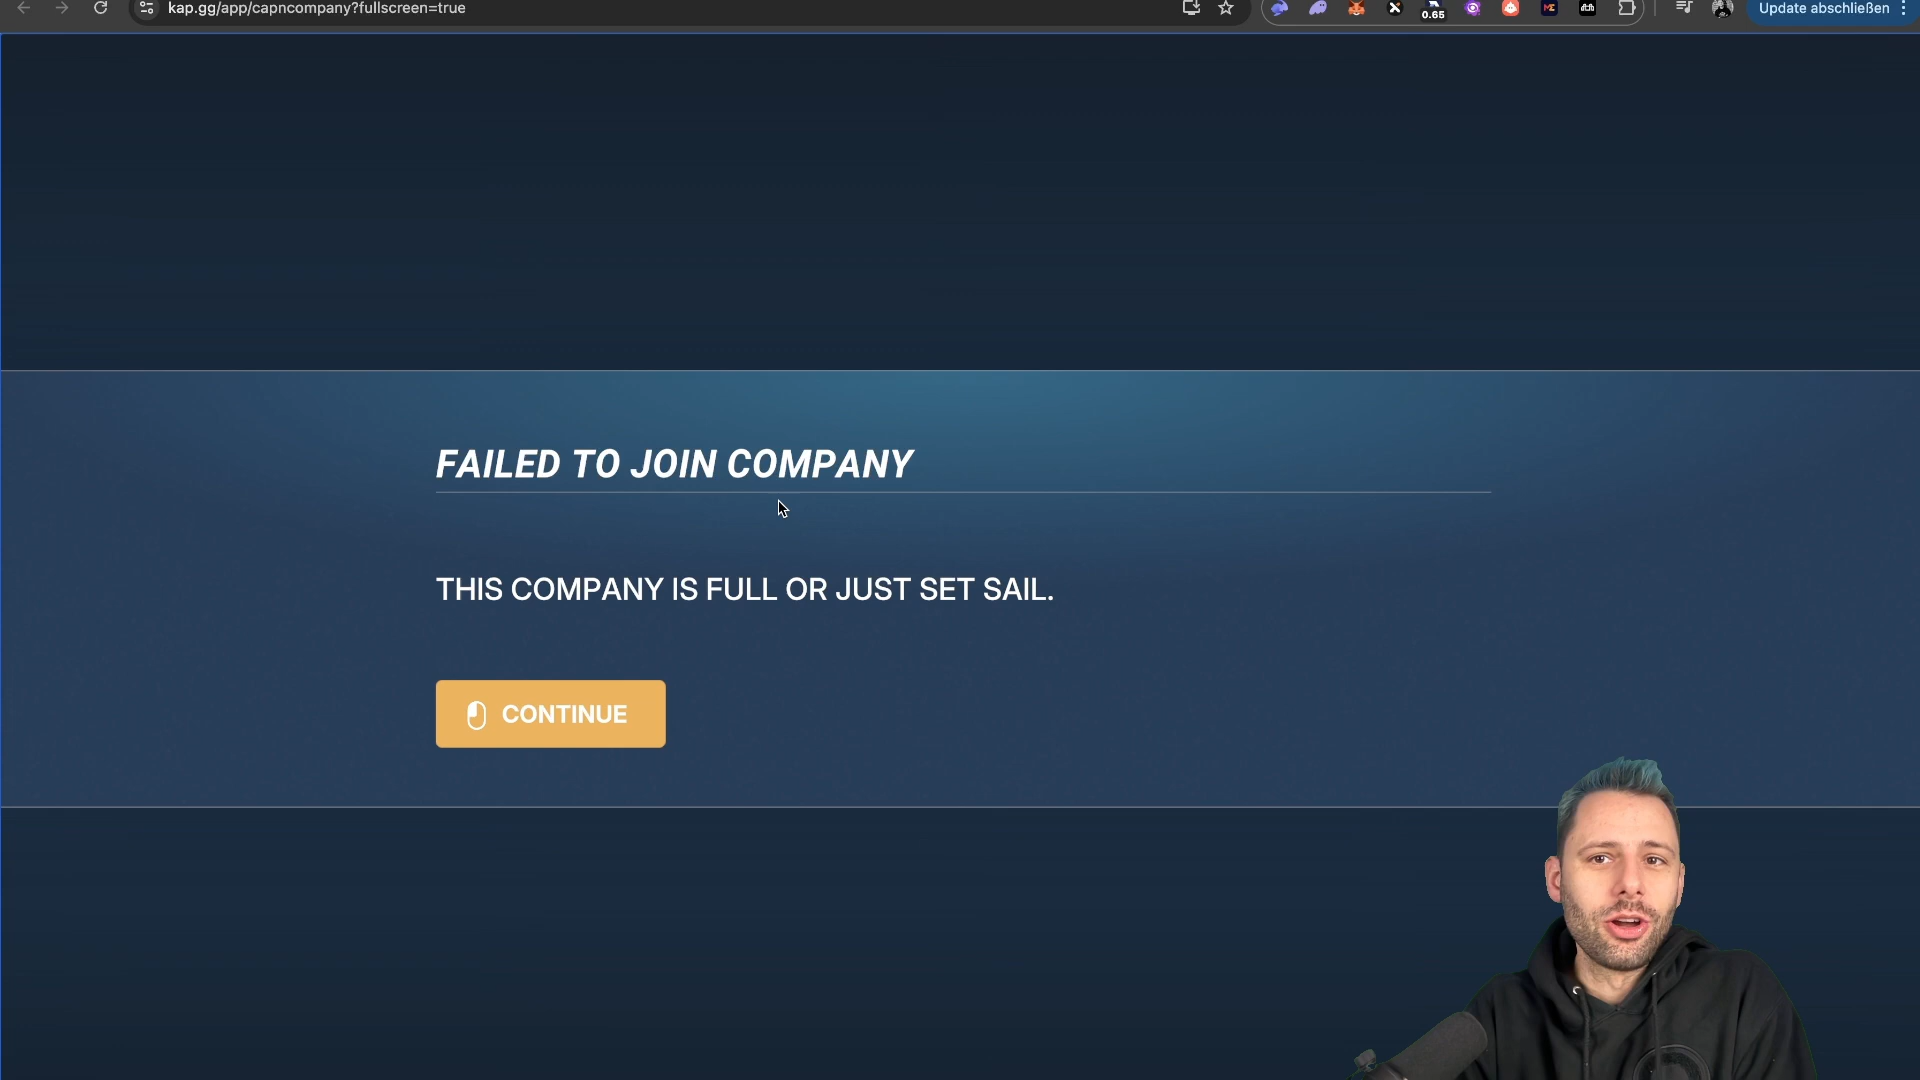 kap.gg/app/capncompany?fullscreen=true
0.65
ME
Update abschließen
FAILED TO JOIN COMPANY
THIS COMPANY IS FULL OR JUST SET SAIL.
CONTINUE